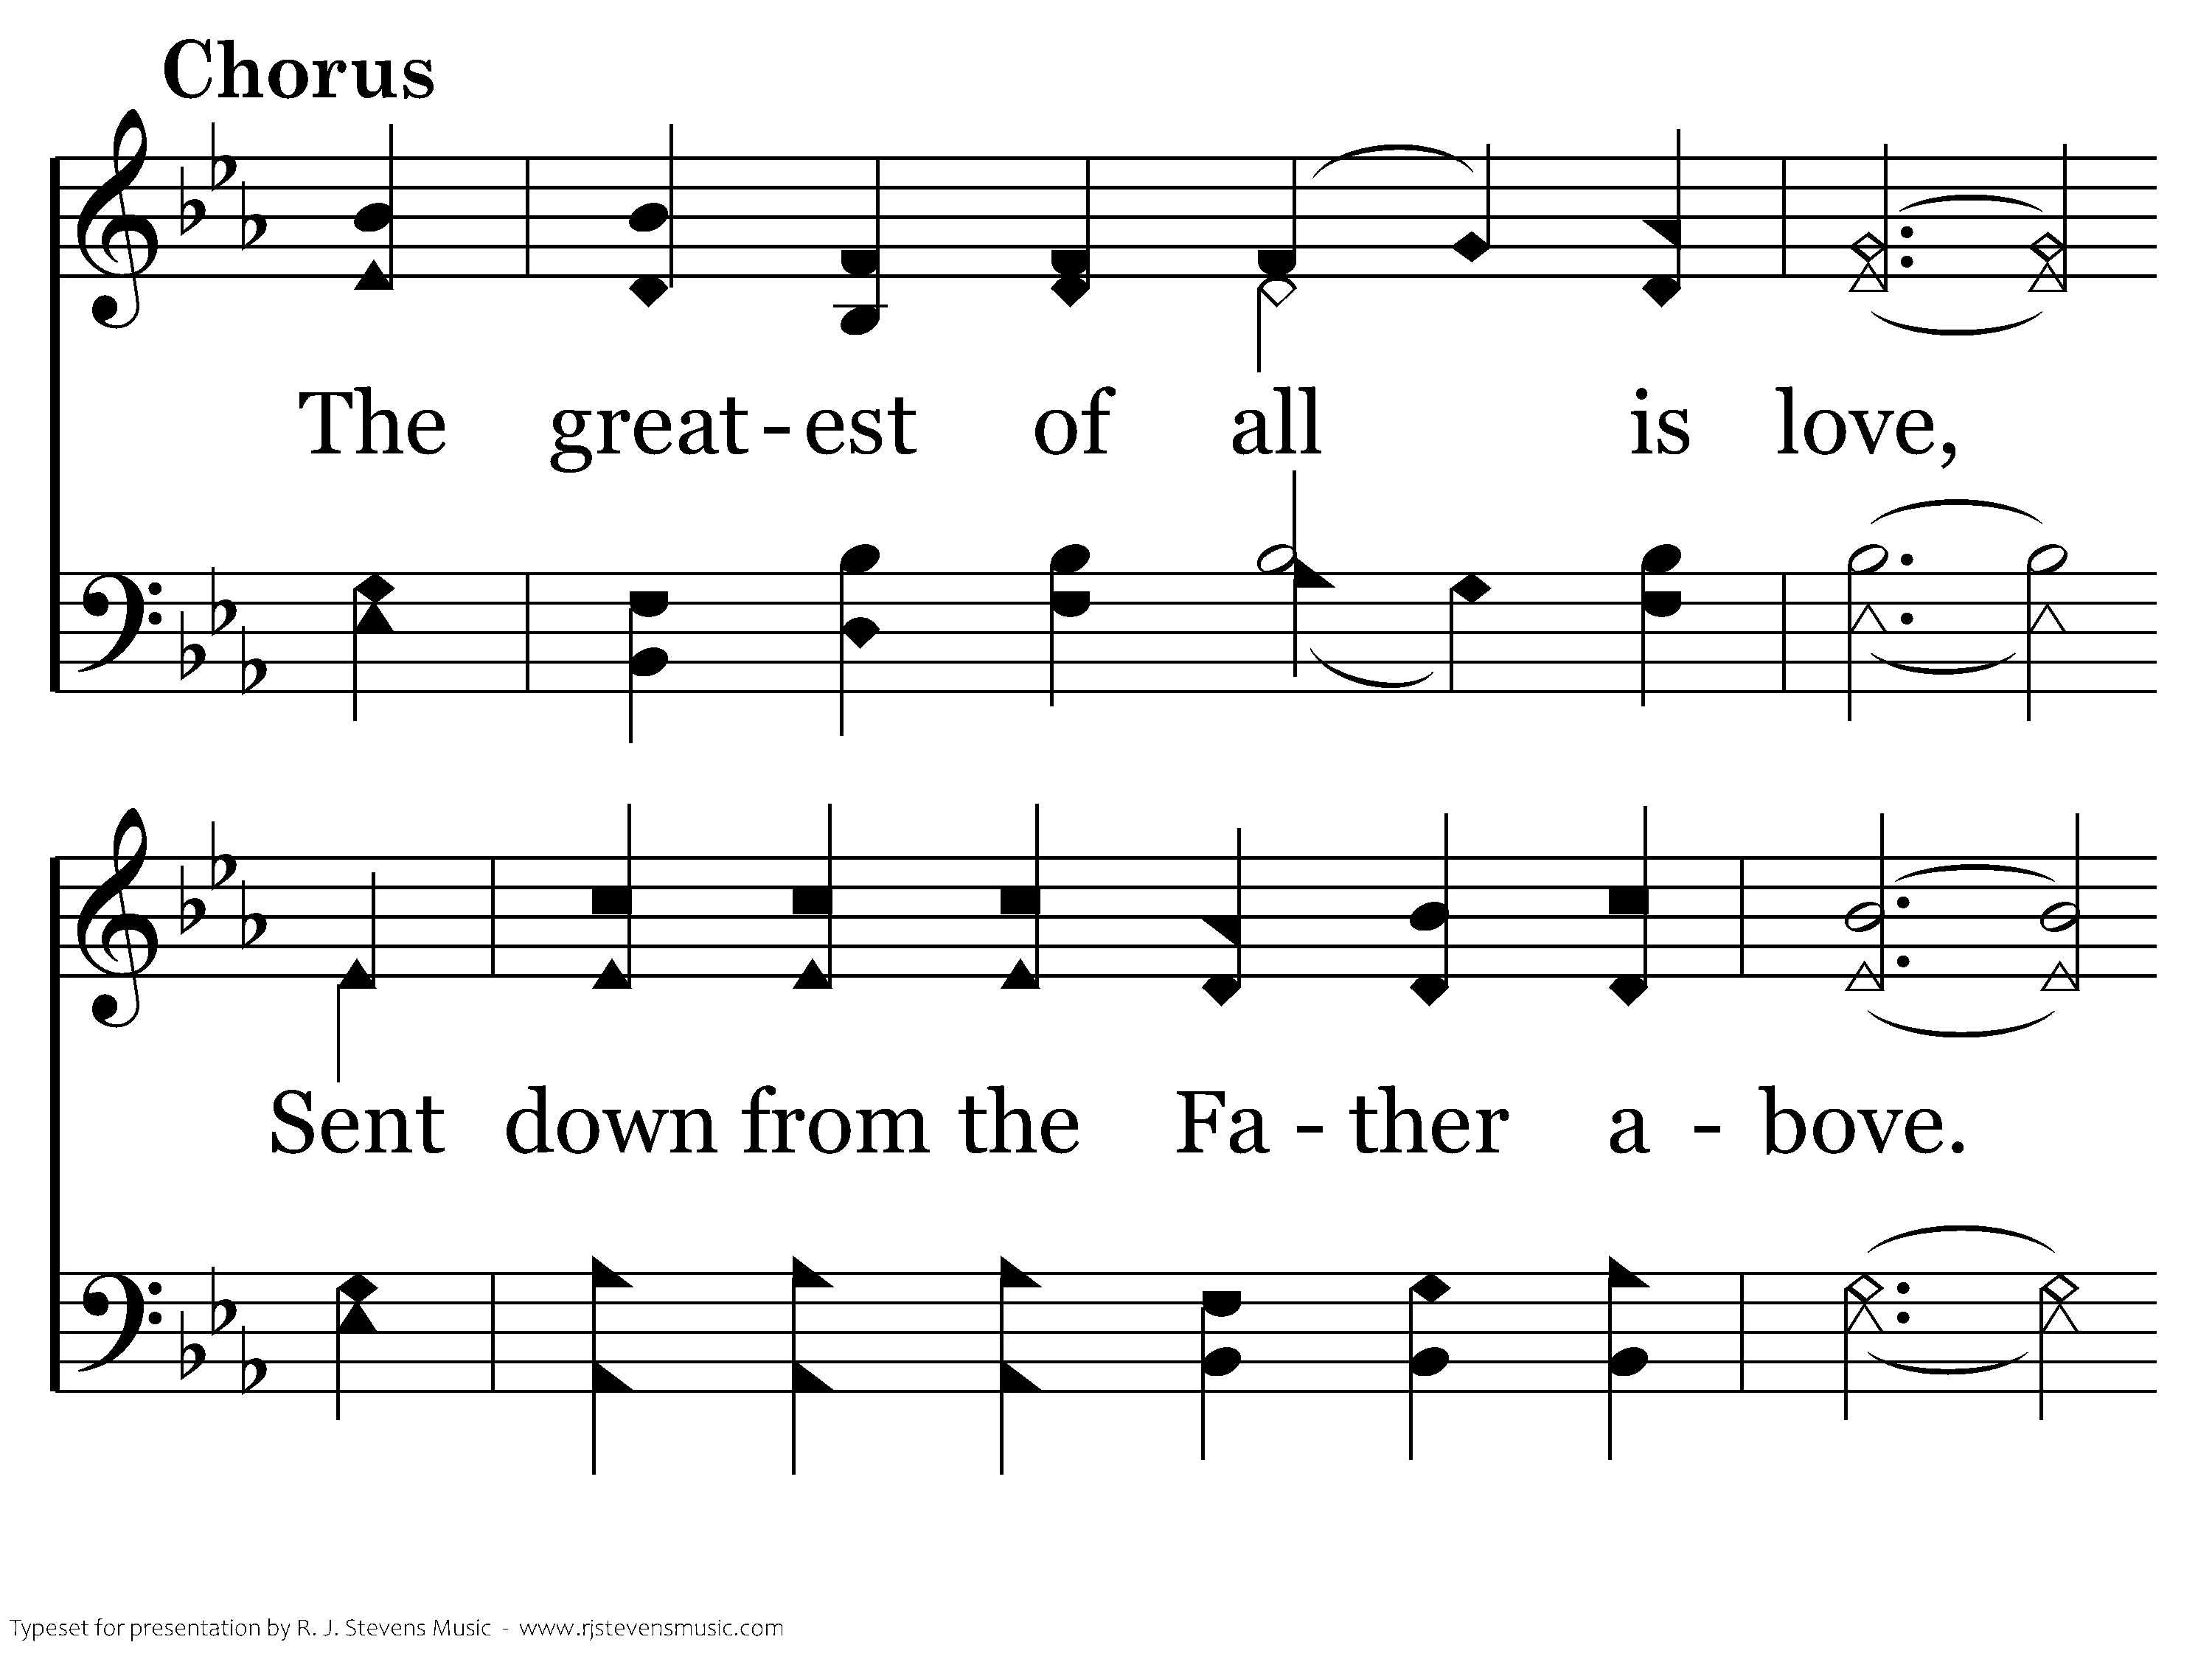 Chorus
The great-est of all is love,
Sent down from the Fa - ther a - bove.
Typeset for presentation by R. J. Stevens Music - www.rjstevensmusic.com